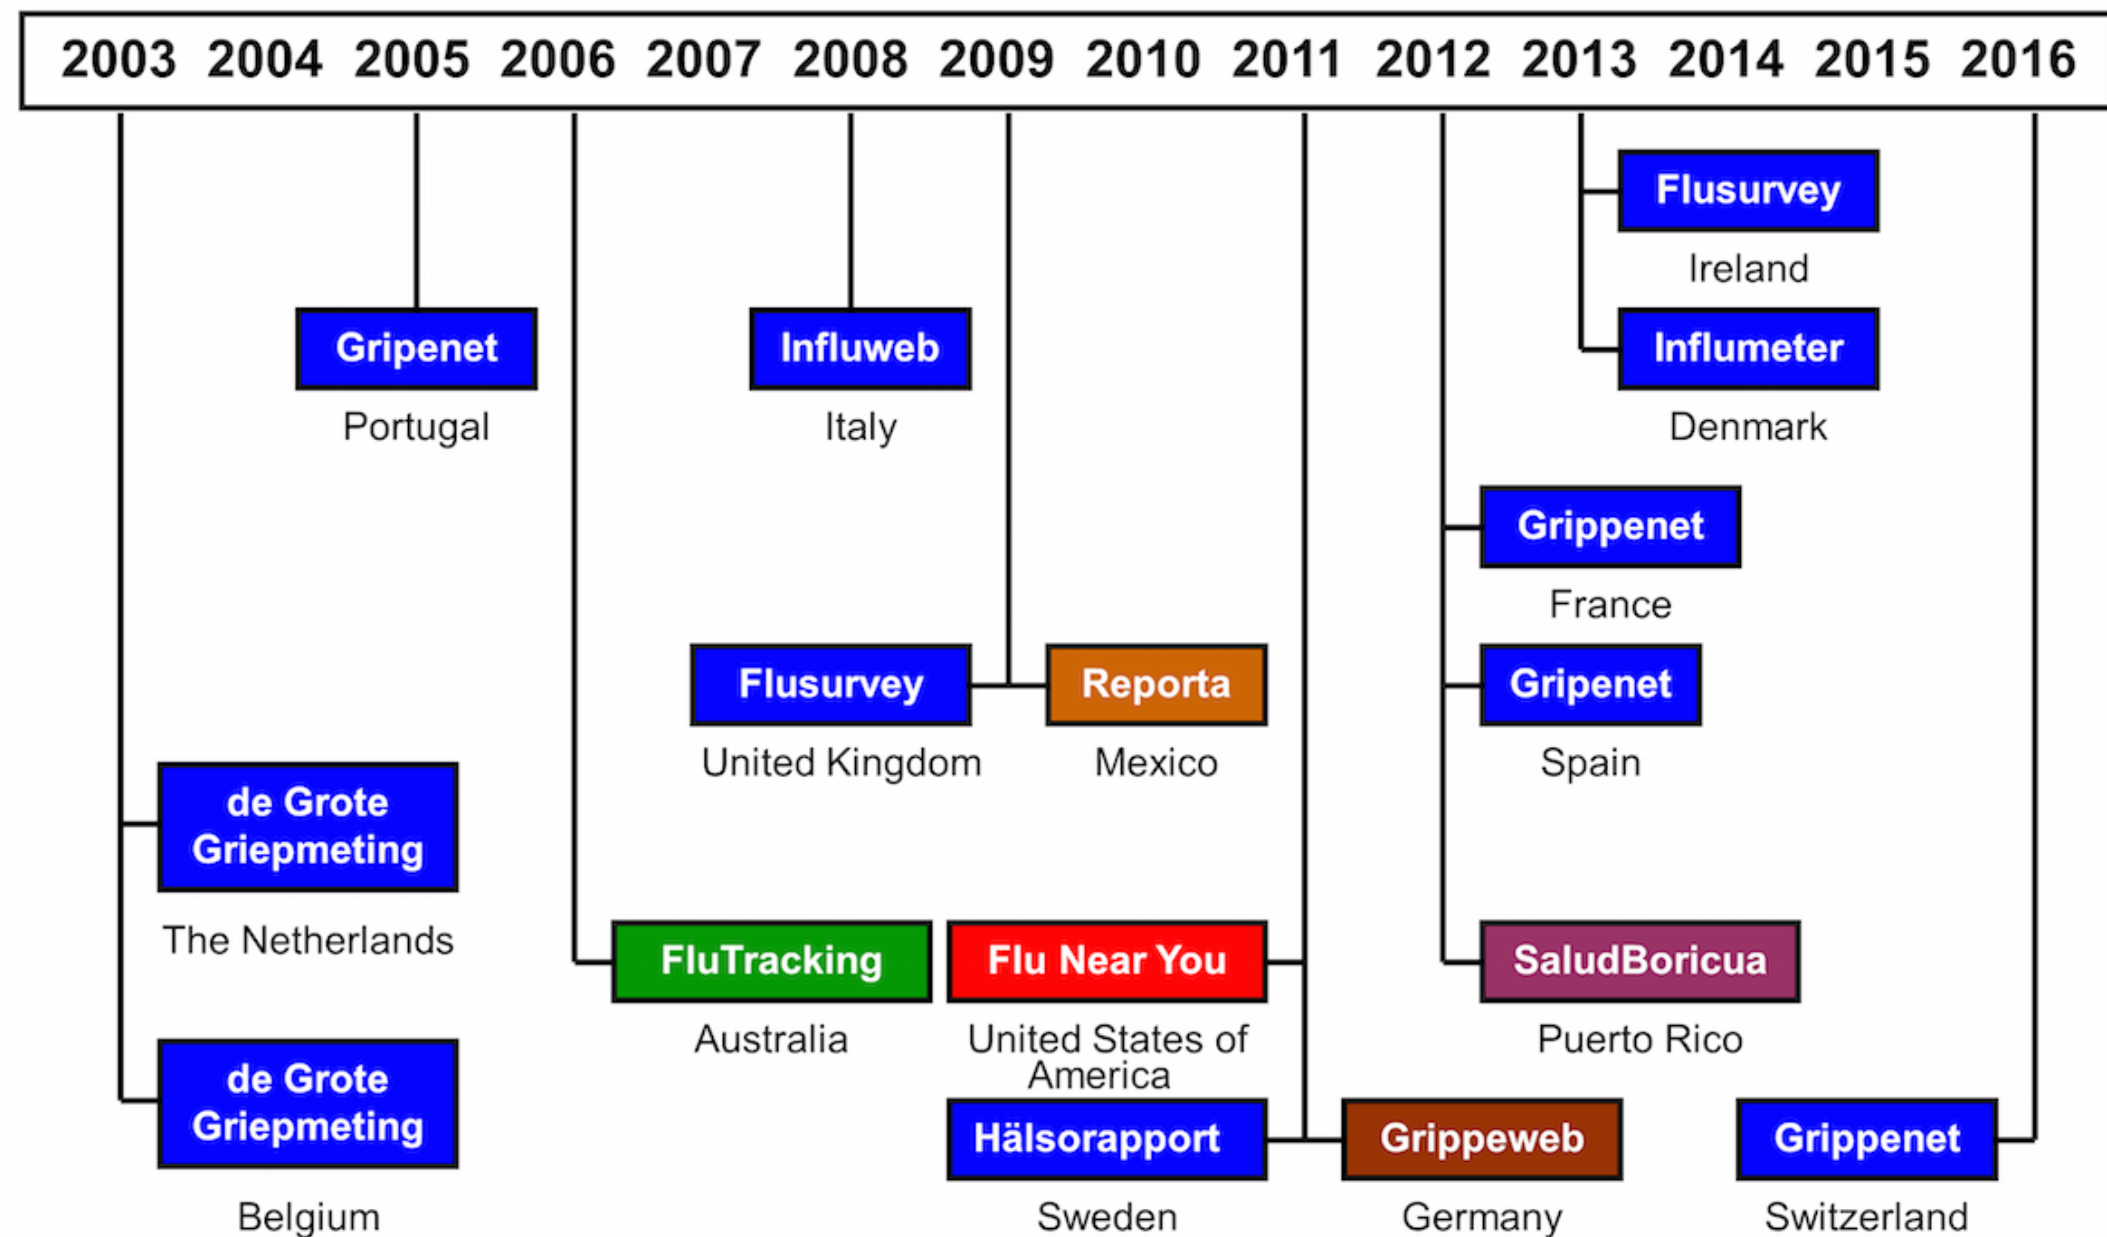 2003 2004 2005 2006 2007 2008 2009 2010 2011 2012 2013 2014 2015 2016
Flusurvey
Ireland
Gripenet
Portugal
Influweb
Italy
Influmeter
Denmark
Grippenet
France
Flusurvey
United Kingdom
Reporta
Mexico
Gripenet
Spain
de Grote
Griepmeting
The Netherlands
FluTracking
Australia
Flu Near You
United States of
America
SaludBoricua
Puerto Rico
de Grote
Griepmeting
Belgium
Hälsorapport
Sweden
Grippeweb
Germany
Grippenet
Switzerland